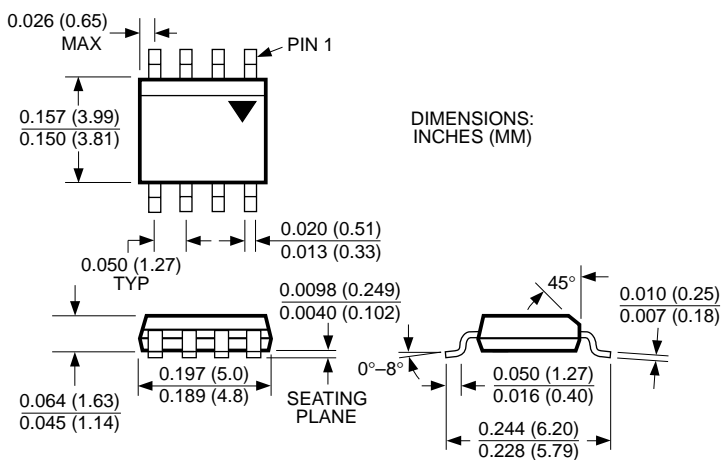 0.026 (0.65)
MAX
PIN 1
0.157 (3.99)
0.150 (3.81)
DIMENSIONS:
INCHES (MM)
0.020 (0.51)
0.013 (0.33)
0.050 (1.27)
TYP
0.0098 (0.249)
0.0040 (0.102)
45°
0.010 (0.25)
0.007 (0.18)
0°–8°
0.197 (5.0)
0.189 (4.8)
SEATING
PLANE
0.050 (1.27)
0.016 (0.40)
0.064 (1.63)
0.045 (1.14)
0.244 (6.20)
0.228 (5.79)